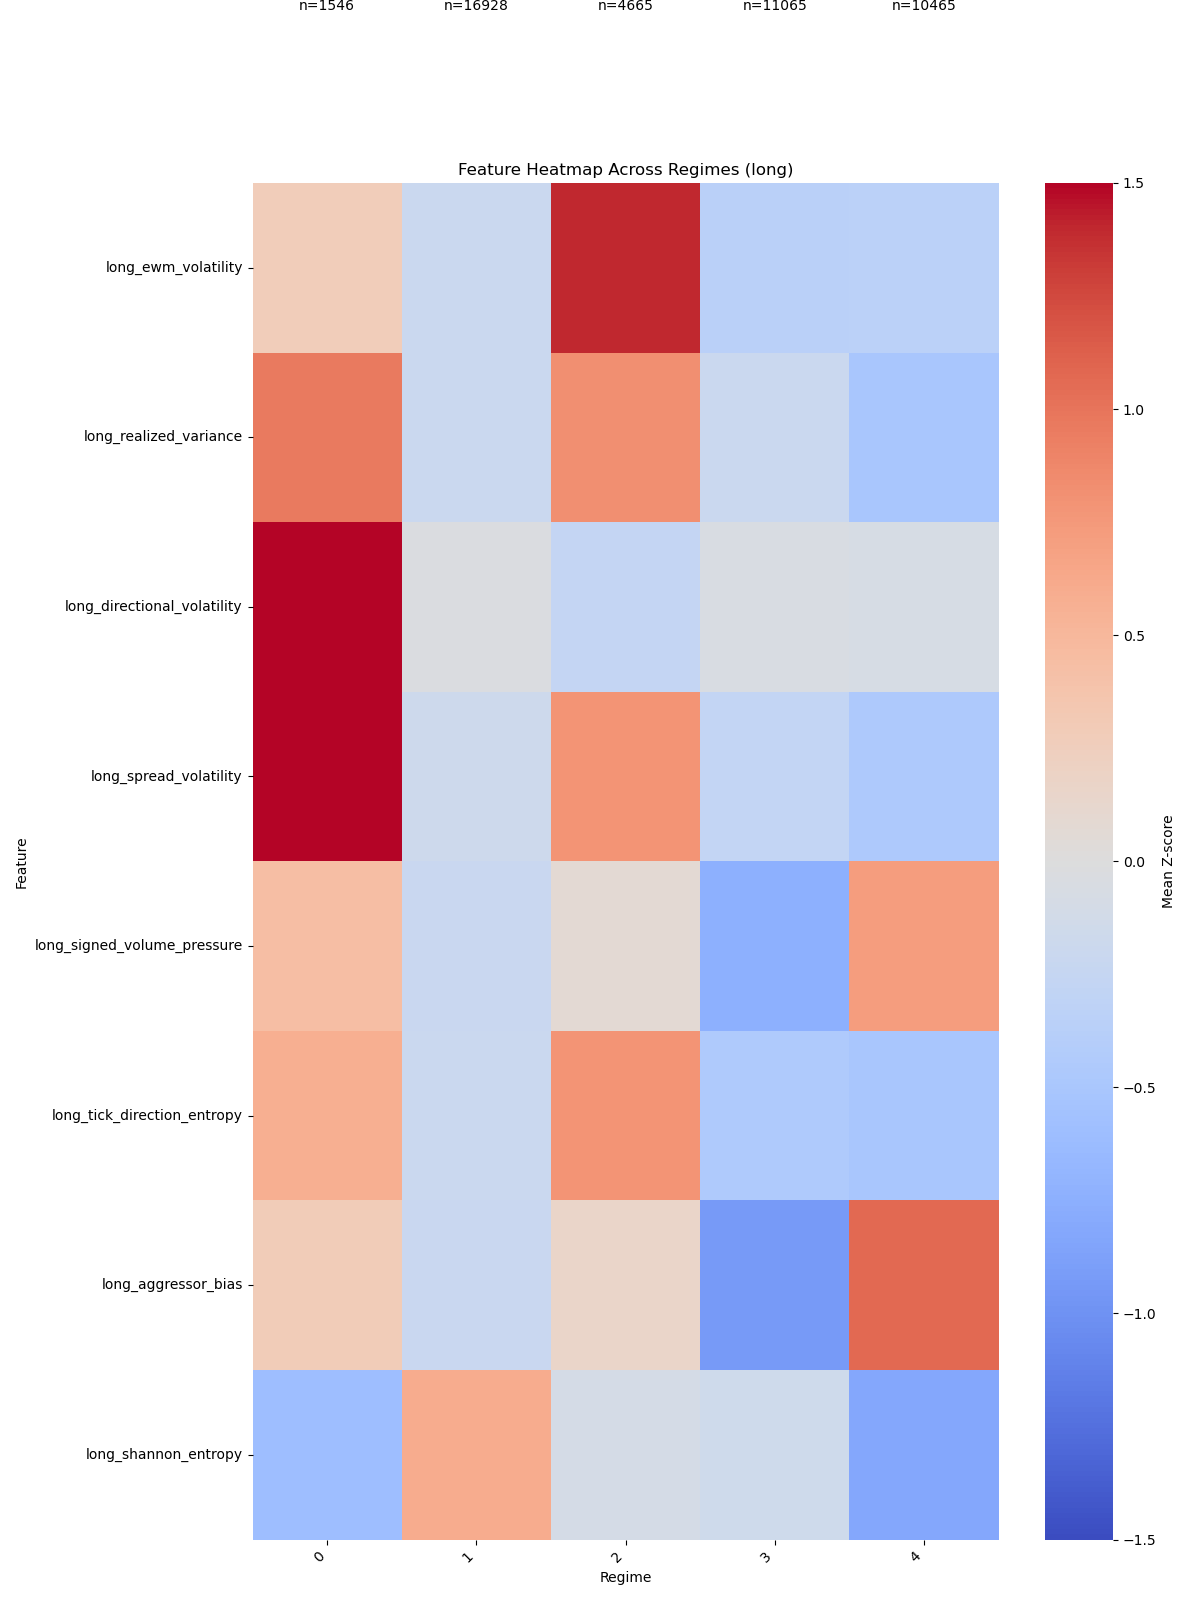 n=1546 n=16928 n=4665 n=11065 n=10465
Feature Heatmap Across Regimes (long)
long_ewm_volatility
long_realized_variance
long_directional_volatility
long_spread_volatility
long_signed_volume_pressure
long_tick_direction_entropy
long_aggressor_bias
long_shannon_entropy
Feature
0 1 2 3 4
Regime
1.5
1.0
0.5
0.0
−0.5
−1.0
−1.5
Mean Z-score